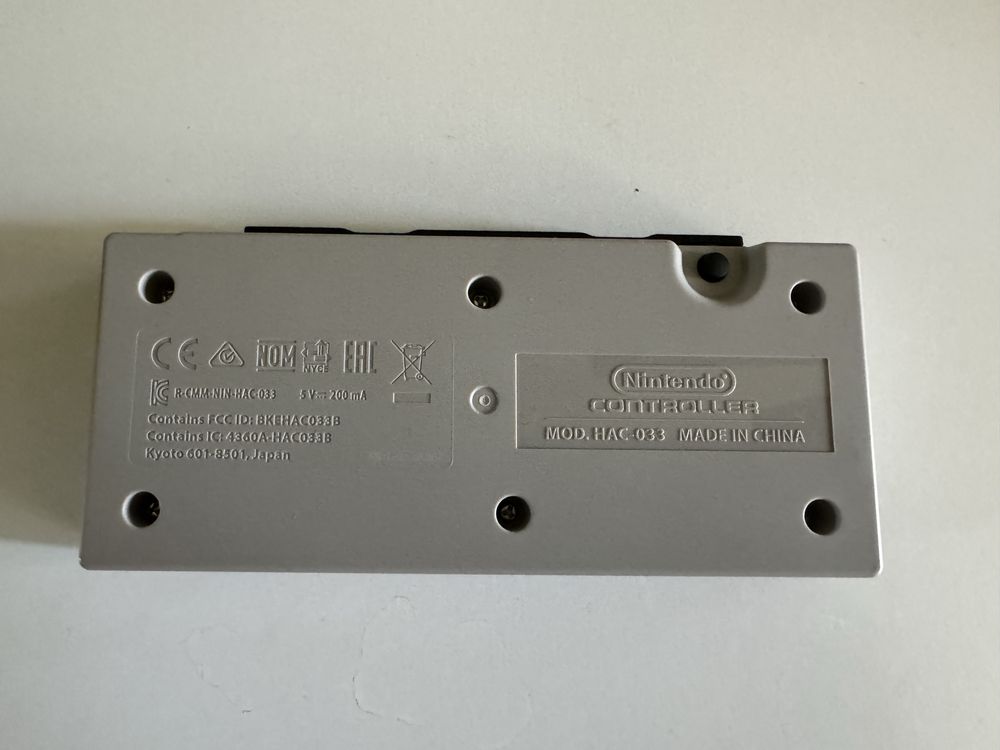 CE NOM NYCE EAC
R-CMM-NIN-HAC-033 5 V⎓200 mA
Contains FCC ID: BKEHAC033B
Contains IC: 4360A-HAC033B
Kyoto 601-8501, Japan
Nintendo®
CONTROLLER
MOD. HAC-033 MADE IN CHINA